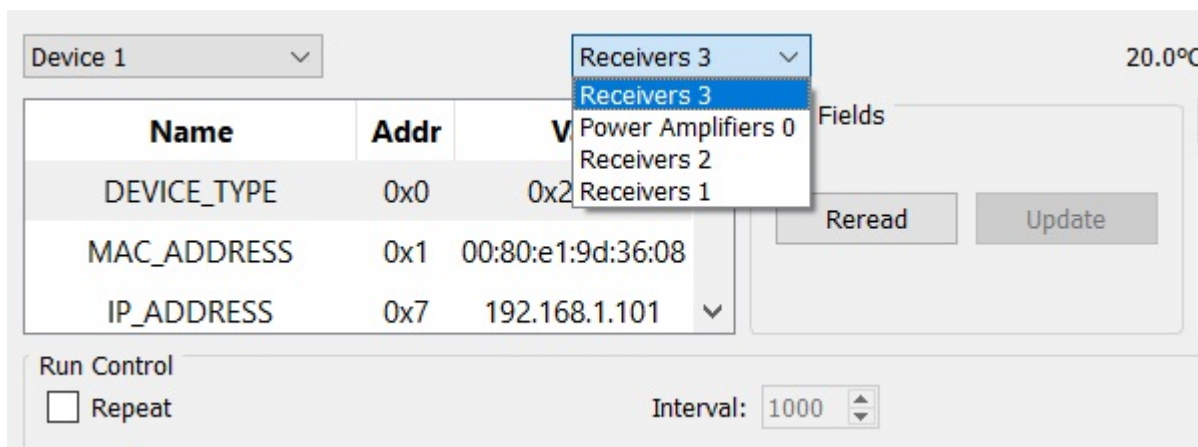 Device 1
Receivers 3
20.0ºC
Receivers 3
Power Amplifiers 0
Receivers 2
Receivers 1
Fields
Name Addr
DEVICE_TYPE 0x0 0x2
MAC_ADDRESS 0x1 00:80:e1:9d:36:08
IP_ADDRESS 0x7 192.168.1.101
Reread Update
Run Control
Repeat Interval: 1000